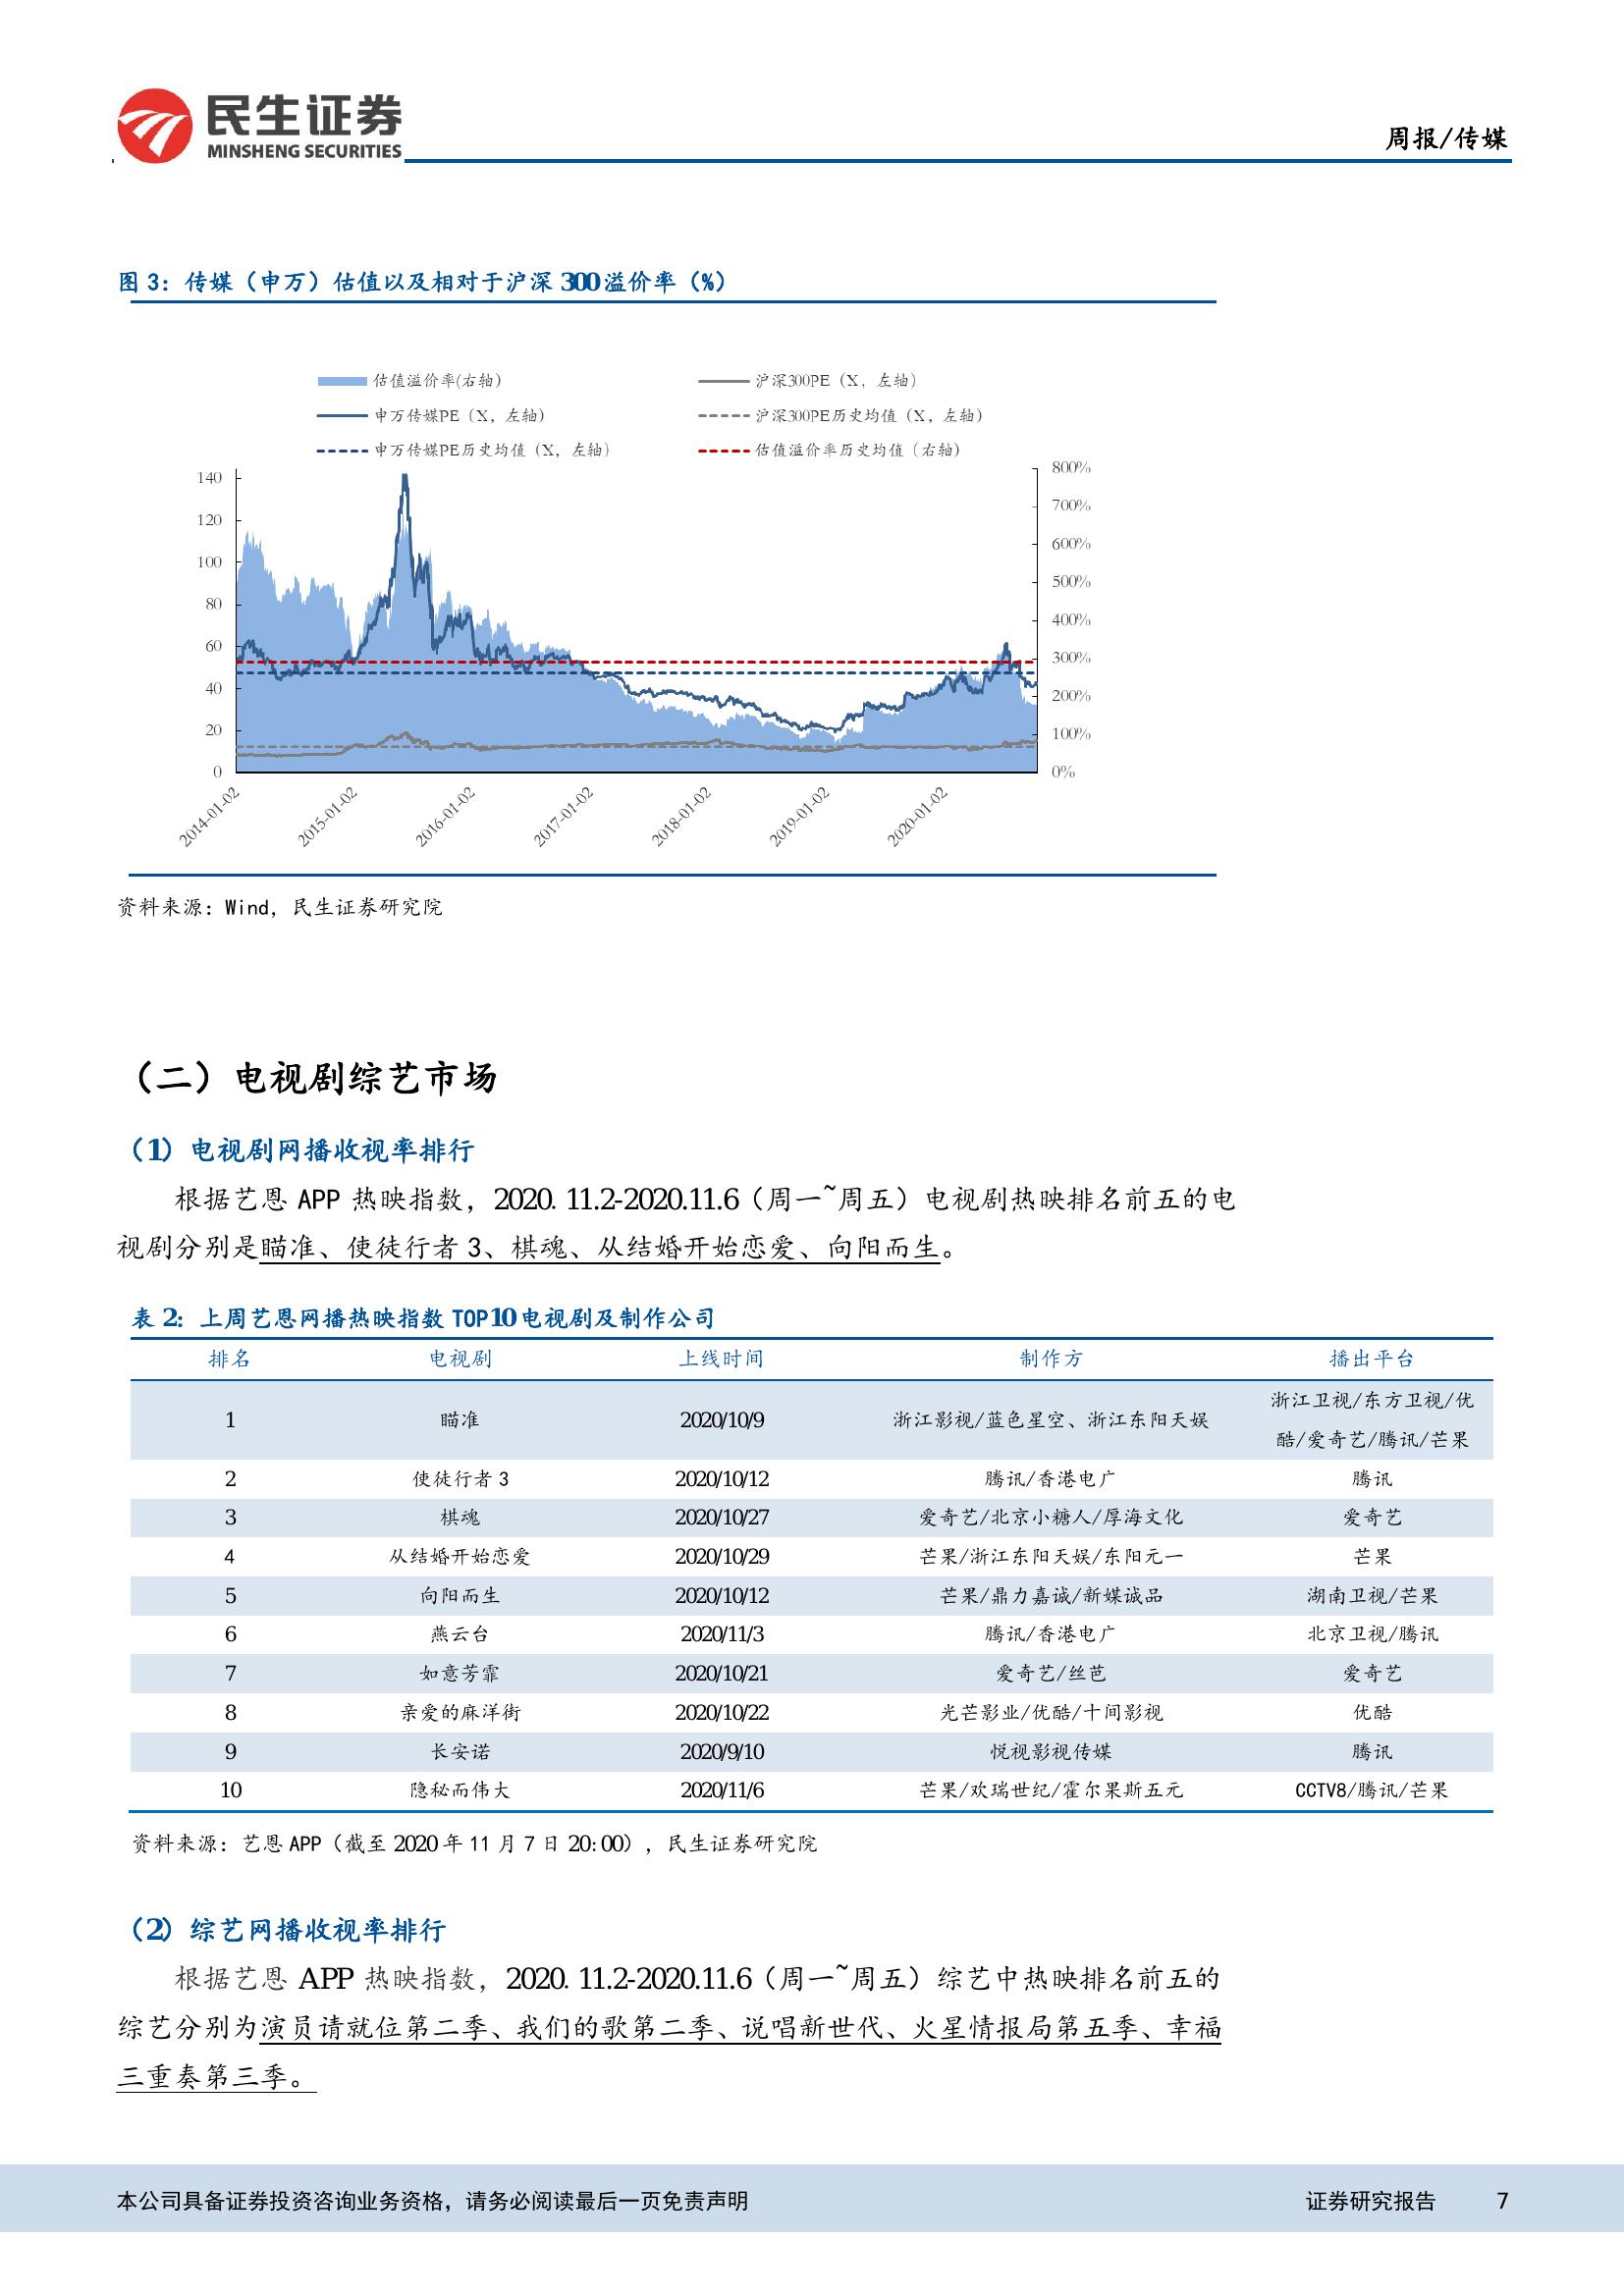 民生证券
MINSHENG SECURITIES
周报/传媒
图 3：传媒（申万）估值以及相对于沪深 300 溢价率（%）
估值溢价率(右轴)
沪深300PE（X，左轴）
申万传媒PE（X，左轴）
沪深300PE历史均值（X，左轴）
申万传媒PE历史均值（X，左轴）
估值溢价率历史均值（右轴）
140
120
100
80
60
40
20
0
800%
700%
600%
500%
400%
300%
200%
100%
0%
2014-01-02
2015-01-02
2016-01-02
2017-01-02
2018-01-02
2019-01-02
2020-01-02
资料来源：Wind，民生证券研究院
（二）电视剧综艺市场
（1）电视剧网播收视率排行
根据艺恩 APP 热映指数，2020. 11.2-2020.11.6（周一~周五）电视剧热映排名前五的电
视剧分别是瞄准、使徒行者 3、棋魂、从结婚开始恋爱、向阳而生。
表 2：上周艺恩网播热映指数 TOP10 电视剧及制作公司
排名 电视剧 上线时间 制作方 播出平台
1 瞄准 2020/10/9 浙江影视/蓝色星空、浙江东阳天娱 浙江卫视/东方卫视/优
酷/爱奇艺/腾讯/芒果
2 使徒行者 3 2020/10/12 腾讯/香港电广 腾讯
3 棋魂 2020/10/27 爱奇艺/北京小糖人/厚海文化 爱奇艺
4 从结婚开始恋爱 2020/10/29 芒果/浙江东阳天娱/东阳元一 芒果
5 向阳而生 2020/10/12 芒果/鼎力嘉诚/新媒诚品 湖南卫视/芒果
6 燕云台 2020/11/3 腾讯/香港电广 北京卫视/腾讯
7 如意芳霏 2020/10/21 爱奇艺/丝芭 爱奇艺
8 亲爱的麻洋街 2020/10/22 光芒影业/优酷/十间影视 优酷
9 长安诺 2020/9/10 悦视影视传媒 腾讯
10 隐秘而伟大 2020/11/6 芒果/欢瑞世纪/霍尔果斯五元 CCTV8/腾讯/芒果
资料来源：艺恩 APP（截至 2020 年 11 月 7 日 20：00），民生证券研究院
（2）综艺网播收视率排行
根据艺恩 APP 热映指数，2020. 11.2-2020.11.6（周一~周五）综艺中热映排名前五的
综艺分别为演员请就位第二季、我们的歌第二季、说唱新世代、火星情报局第五季、幸福
三重奏第三季。
本公司具备证券投资咨询业务资格，请务必阅读最后一页免责声明
证券研究报告 7